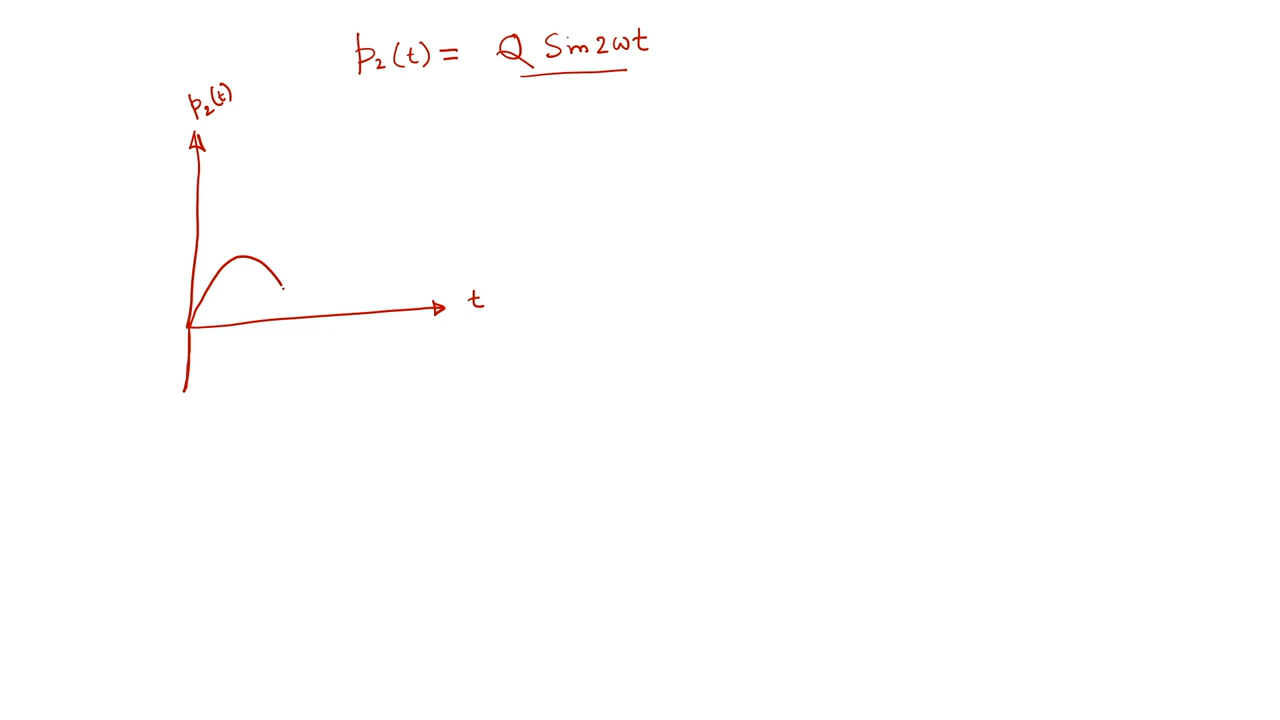 p₂(t) = Q Sin2ωt
p₂(t)
t